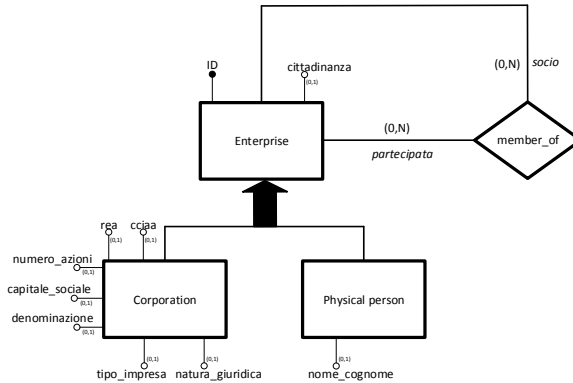 (0,N) socio
ID
cittadinanza
(0,1)
Enterprise
(0,N)
partecipata
member_of
rea
(0,1)
cciaa
(0,1)
numero_azioni
(0,1)
capitale_sociale
(0,1)
denominazione
(0,1)
Corporation
Physical person
(0,1)
(0,1)
(0,1)
tipo_impresa
natura_giuridica
nome_cognome